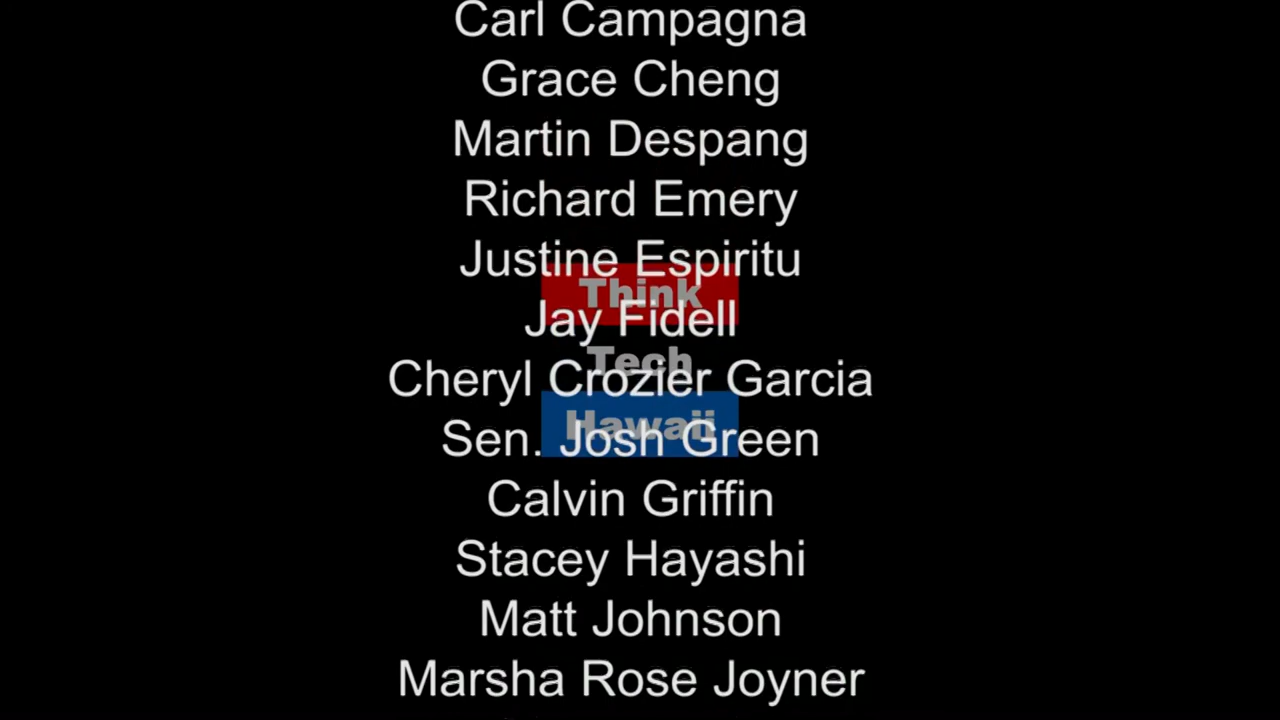 Carl Campagna
Grace Cheng
Martin Despang
Richard Emery
Justine Espiritu
Think
Jay Fidell
Tech
Cheryl Crozier Garcia
Hawaii
Sen. Josh Green
Calvin Griffin
Stacey Hayashi
Matt Johnson
Marsha Rose Joyner